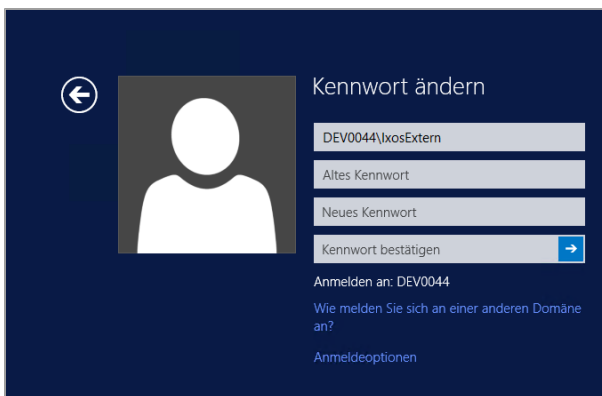 Kennwort ändern
DEV0044\IxosExtern
Altes Kennwort
Neues Kennwort
Kennwort bestätigen
Anmelden an: DEV0044
Wie melden Sie sich an einer anderen Domäne
an?
Anmeldeoptionen